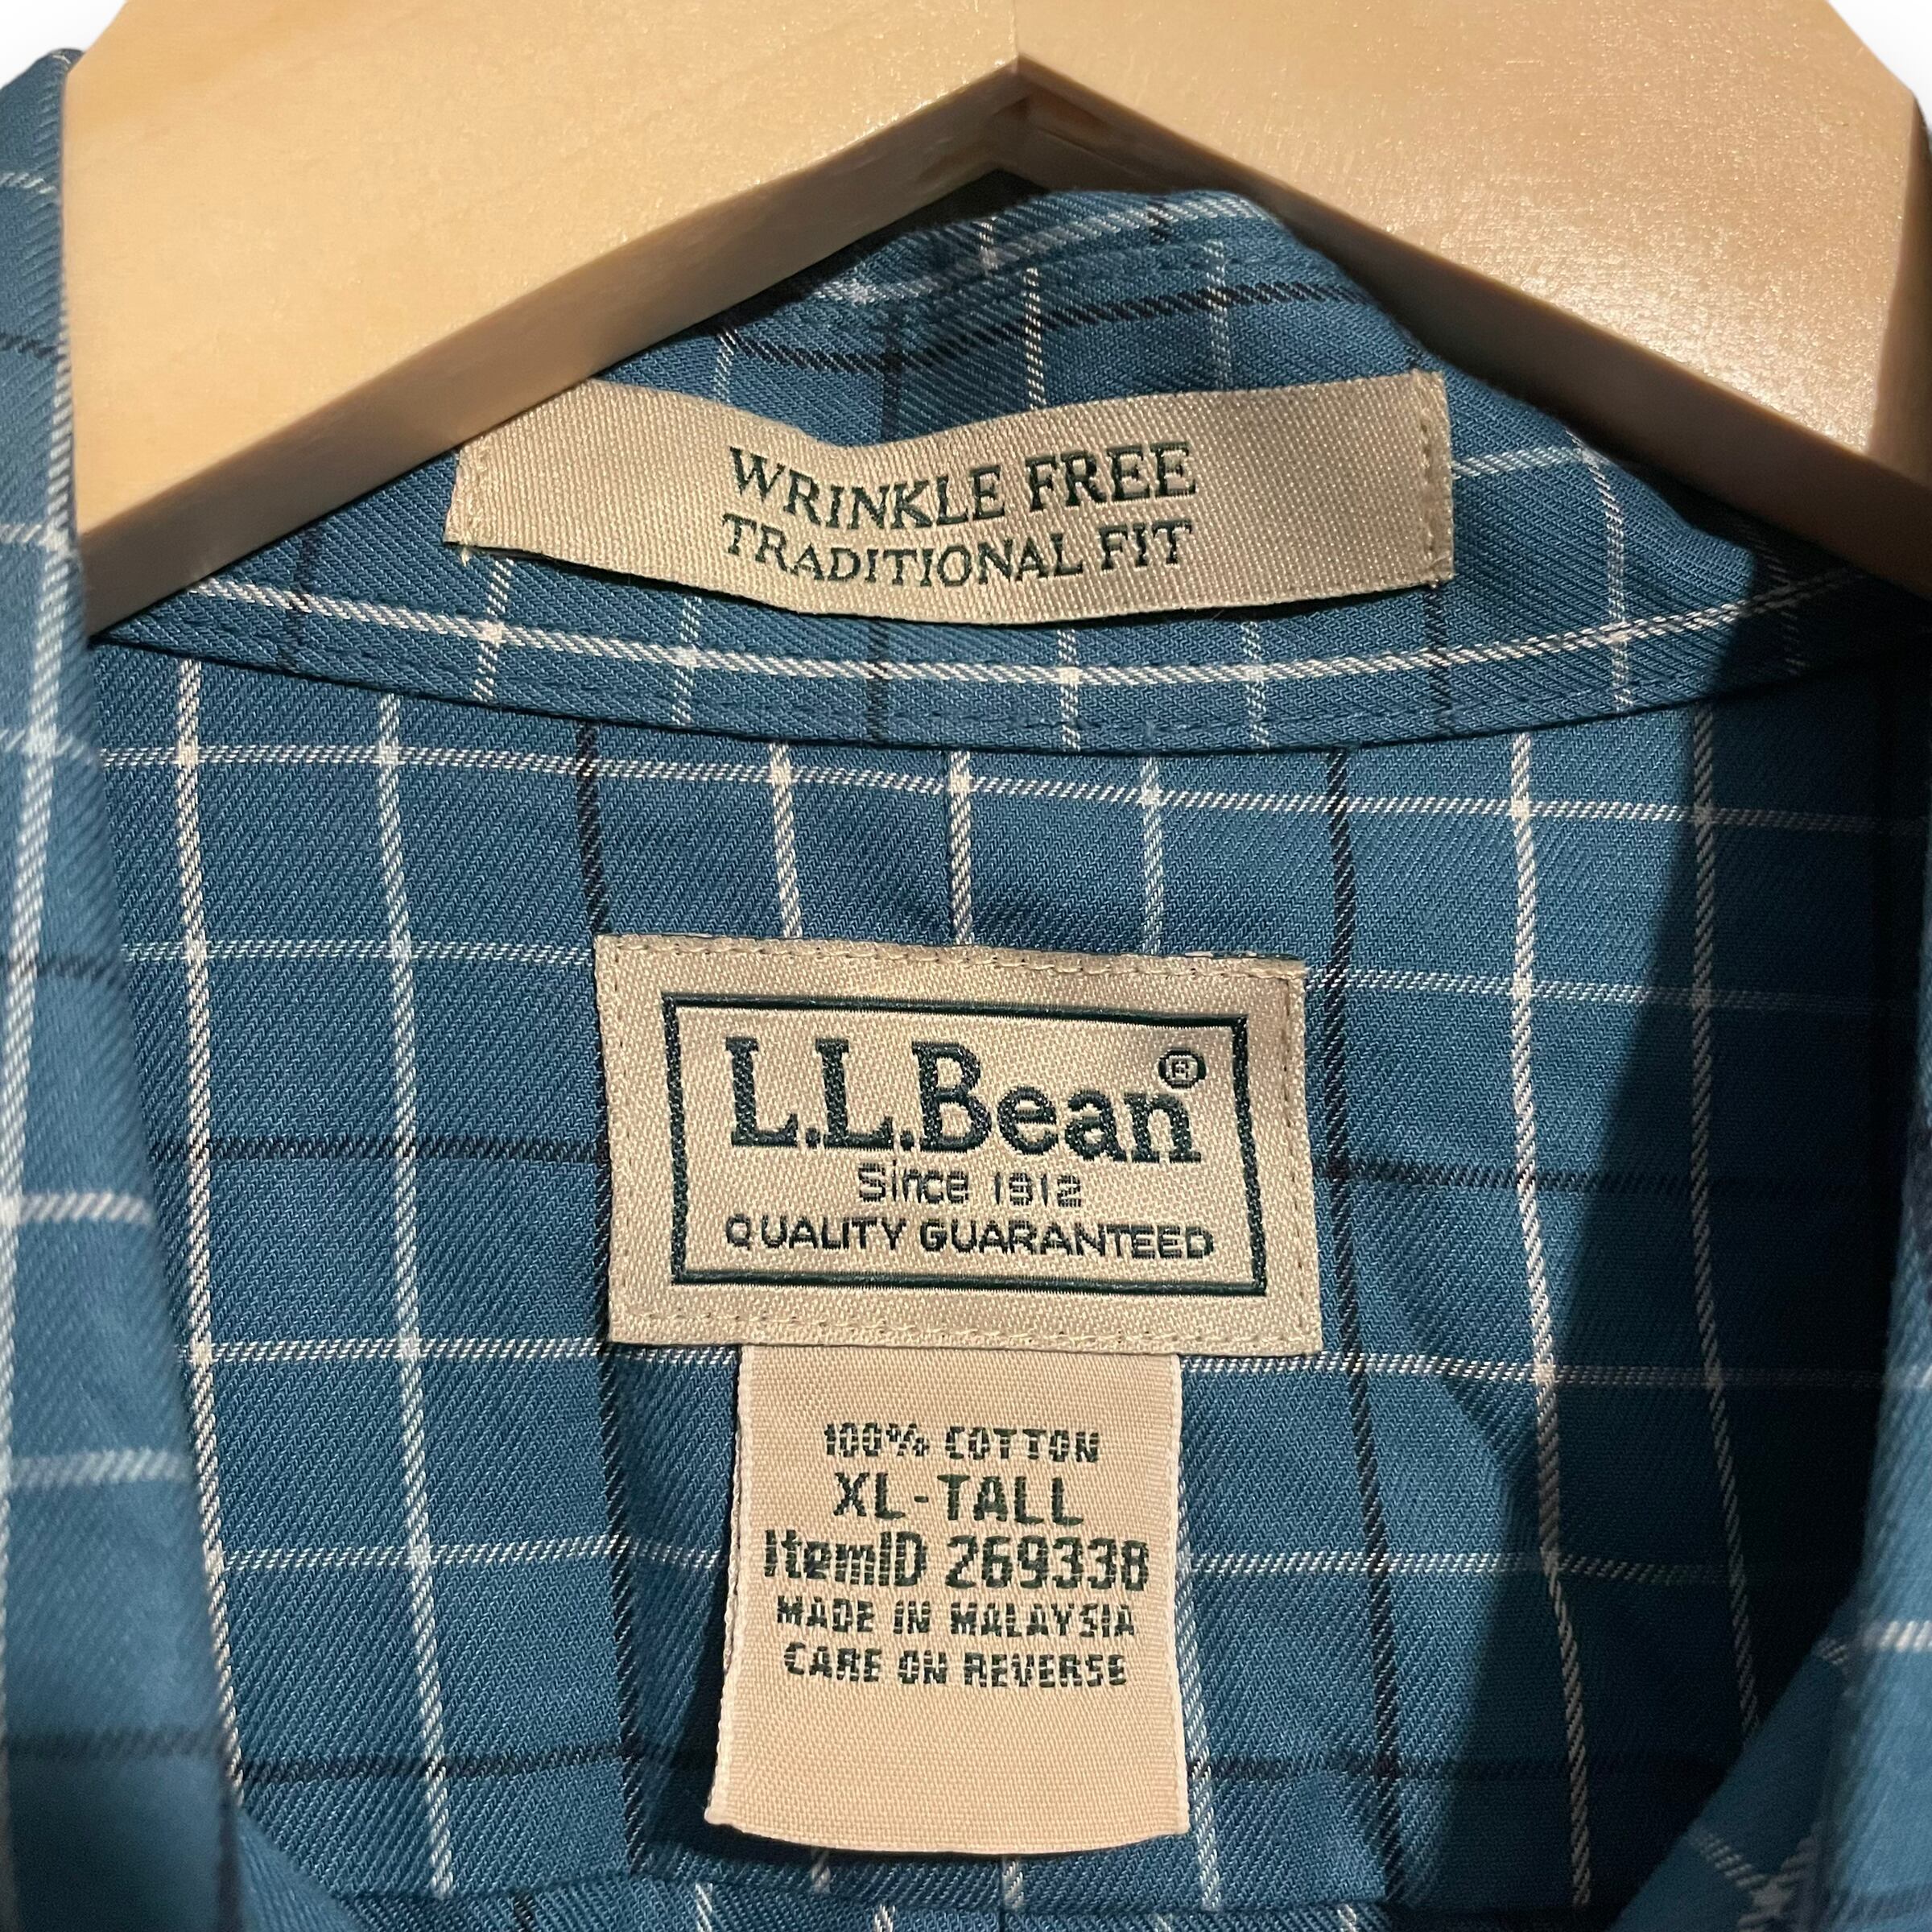 WRINKLE FREE
TRADITIONAL FIT
L.L.Bean®
Since 1912
QUALITY GUARANTEED
100% COTTON
XL-TALL
ItemID 269338
MADE IN MALAYSIA
CARE ON REVERSE